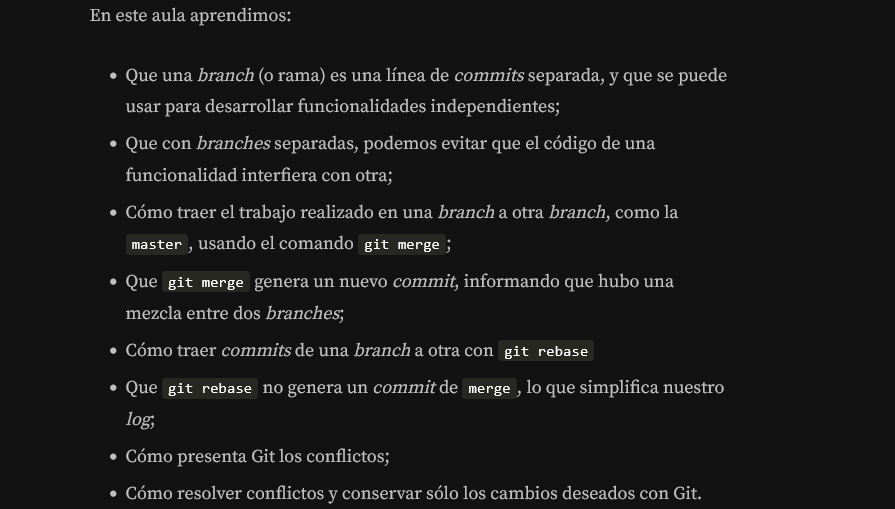 En este aula aprendimos:
• Que una branch (o rama) es una línea de commits separada, y que se puede
usar para desarrollar funcionalidades independientes;
• Que con branches separadas, podemos evitar que el código de una
funcionalidad interfiera con otra;
• Cómo traer el trabajo realizado en una branch a otra branch, como la
master, usando el comando git merge;
• Que git merge genera un nuevo commit, informando que hubo una
mezcla entre dos branches;
• Cómo traer commits de una branch a otra con git rebase
• Que git rebase no genera un commit de merge, lo que simplifica nuestro
log;
• Cómo presenta Git los conflictos;
• Cómo resolver conflictos y conservar sólo los cambios deseados con Git.